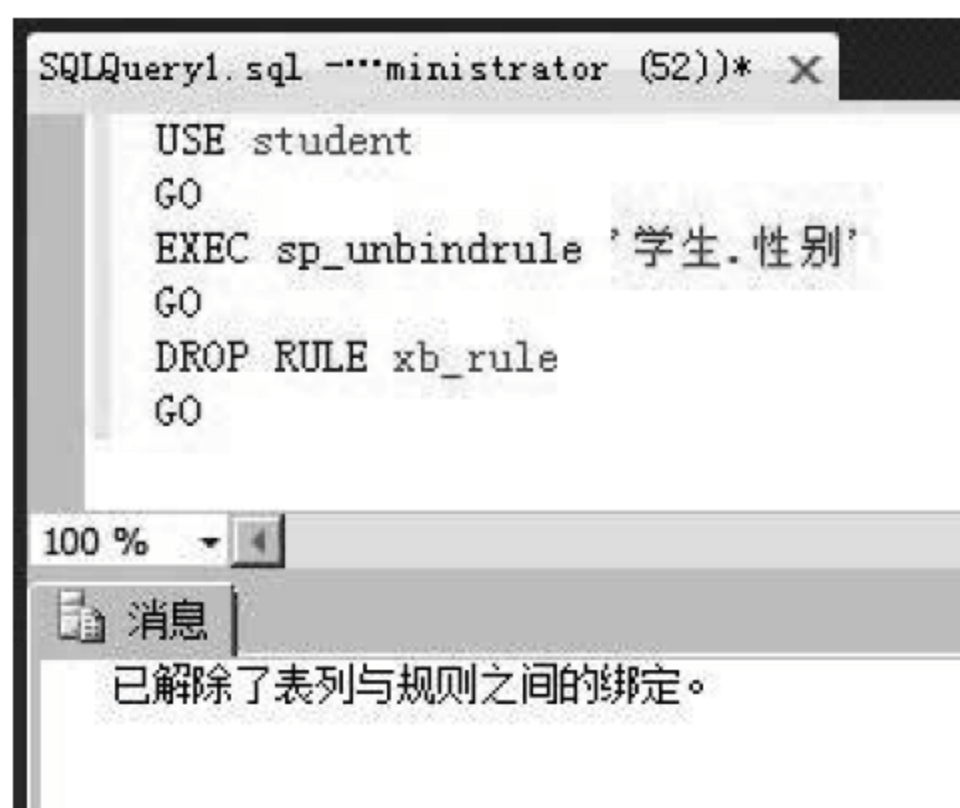 SQLQuery1.sql -···ministrator (52))*
USE student
GO
EXEC sp_unbindrule '学生.性别'
GO
DROP RULE xb_rule
GO
100 %
消息
已解除了表列与规则之间的绑定。